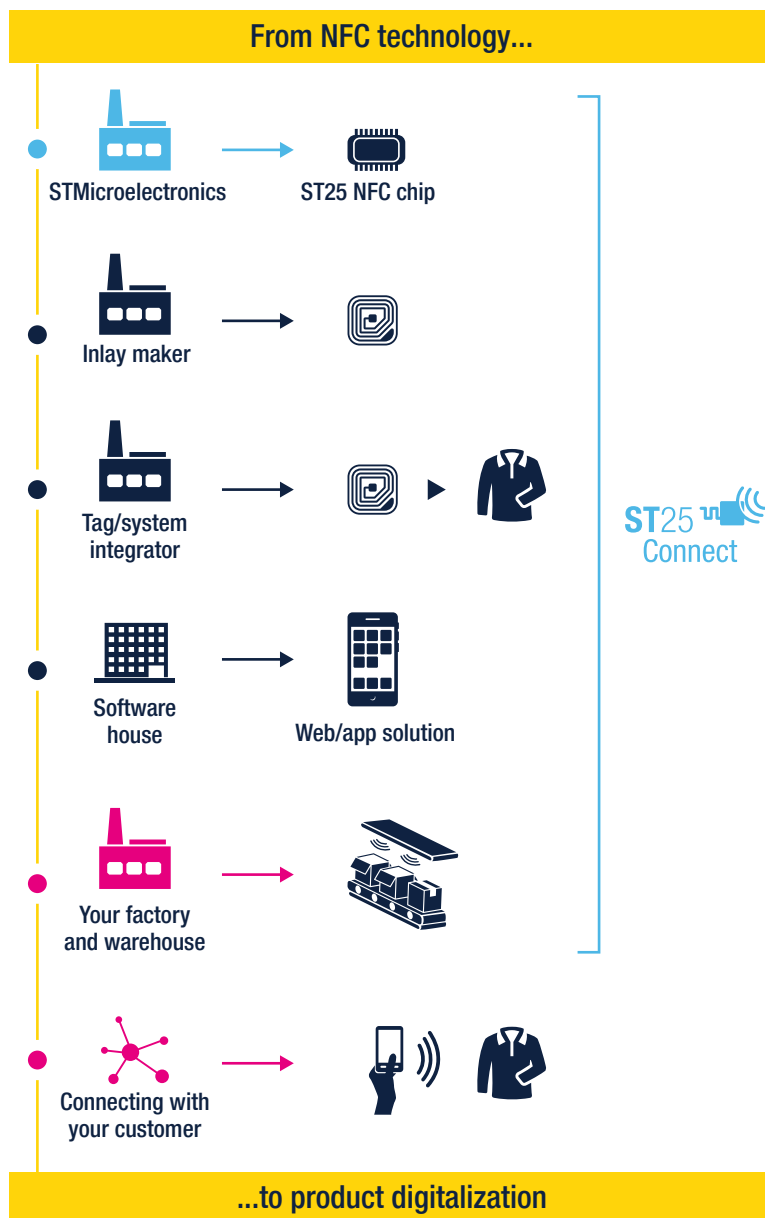 From NFC technology...
STMicroelectronics
ST25 NFC chip
Inlay maker
Tag/system
integrator
ST25
Connect
Software
house
Web/app solution
Your factory
and warehouse
Connecting with
your customer
...to product digitalization